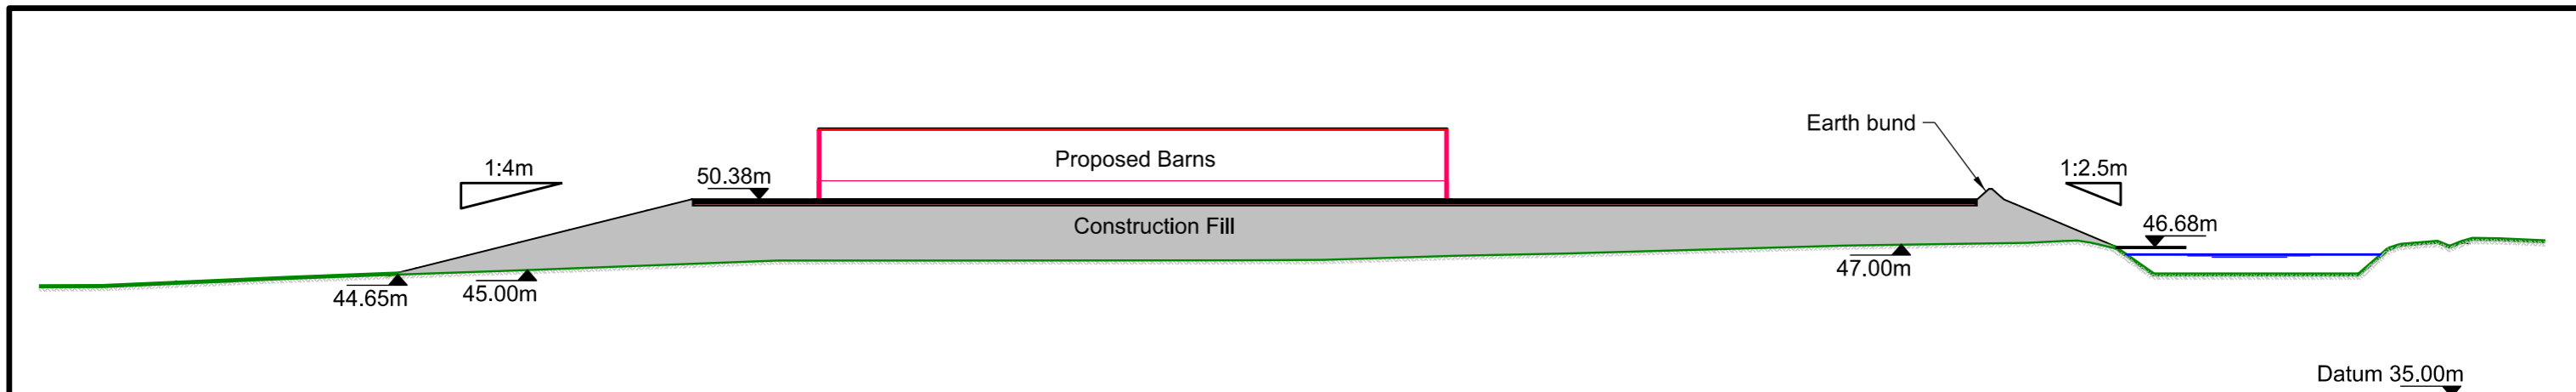 Earth bund
1:4m
Proposed Barns
1:2.5m
50.38m
46.68m
Construction Fill
47.00m
45.00m
44.65m
Datum 35.00m